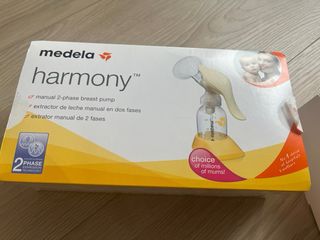 medela
harmony™
manual 2-phase breast pump
extractor de leche manual en dos fases
extrator manual de 2 fases
2 PHASE
choice
of millions
of mums!